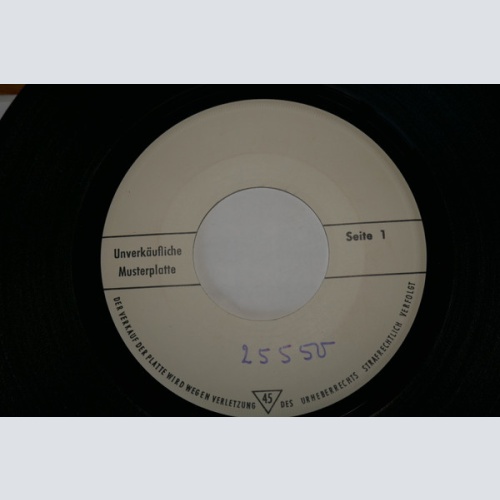 Unverkäufliche
Musterplatte
Seite 1
25550
DER VERKAUF DER PLATTE WIRD WEGEN VERLETZUNG 45 DES URHEBERRECHTS STRAFRECHTLICH VERFOLGT